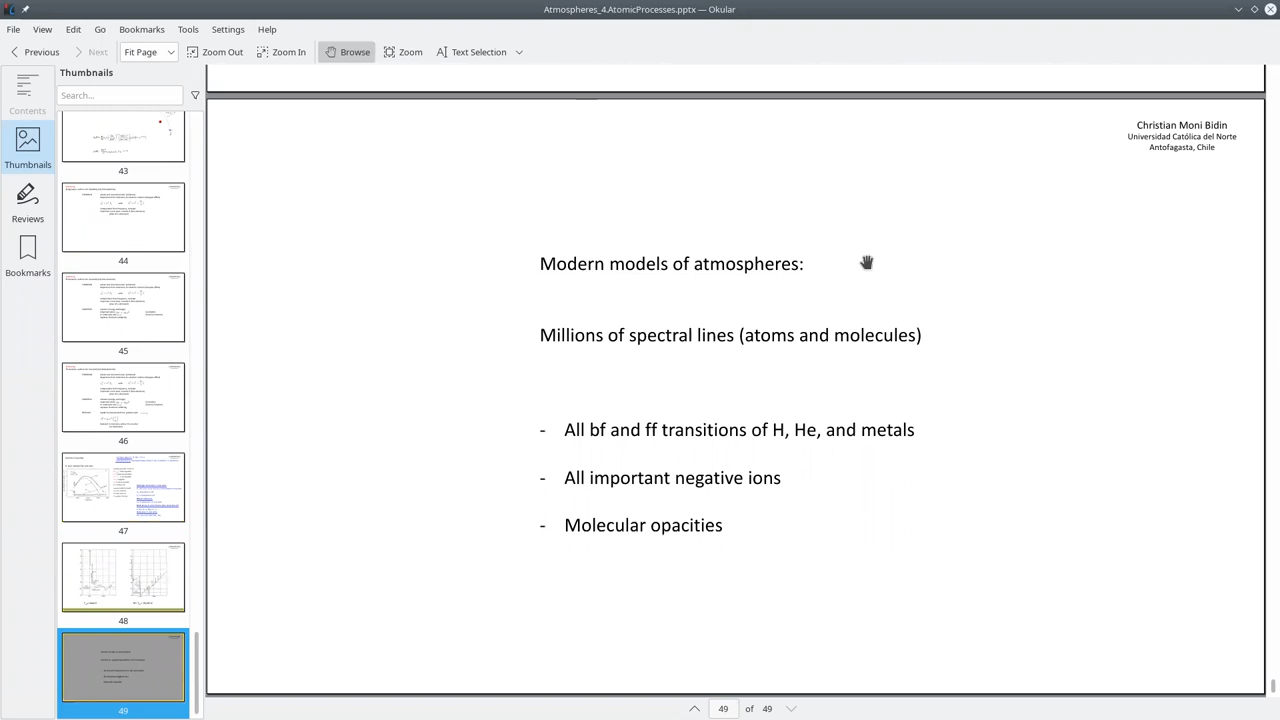 Atmospheres_4.AtomicProcesses.pptx — Okular
File View Edit Go Bookmarks Tools Settings Help
Previous Next Fit Page Zoom Out Zoom In Browse Zoom Text Selection
Thumbnails
Search...
Contents
Thumbnails
Reviews
Bookmarks
43
44
45
46
47
48
49
Christian Moni Bidin
Universidad Católica del Norte
Antofagasta, Chile
Modern models of atmospheres:
Millions of spectral lines (atoms and molecules)
- All bf and ff transitions of H, He, and metals
- All important negative ions
- Molecular opacities
49 of 49